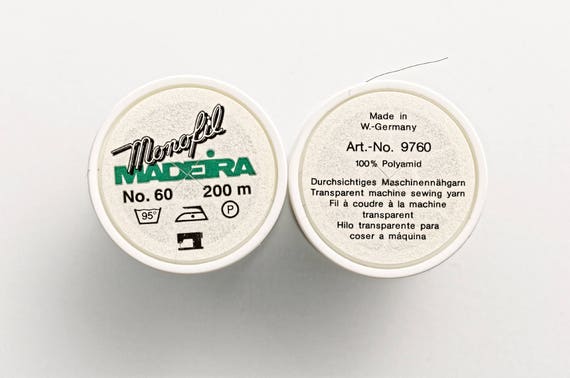 Monofil
MADEIRA
No. 60 200 m
95°
P
Made in
W.-Germany
Art.-No. 9760
100% Polyamid
Durchsichtiges Maschinennähgarn
Transparent machine sewing yarn
Fil à coudre à la machine
transparent
Hilo transparente para
coser a máquina